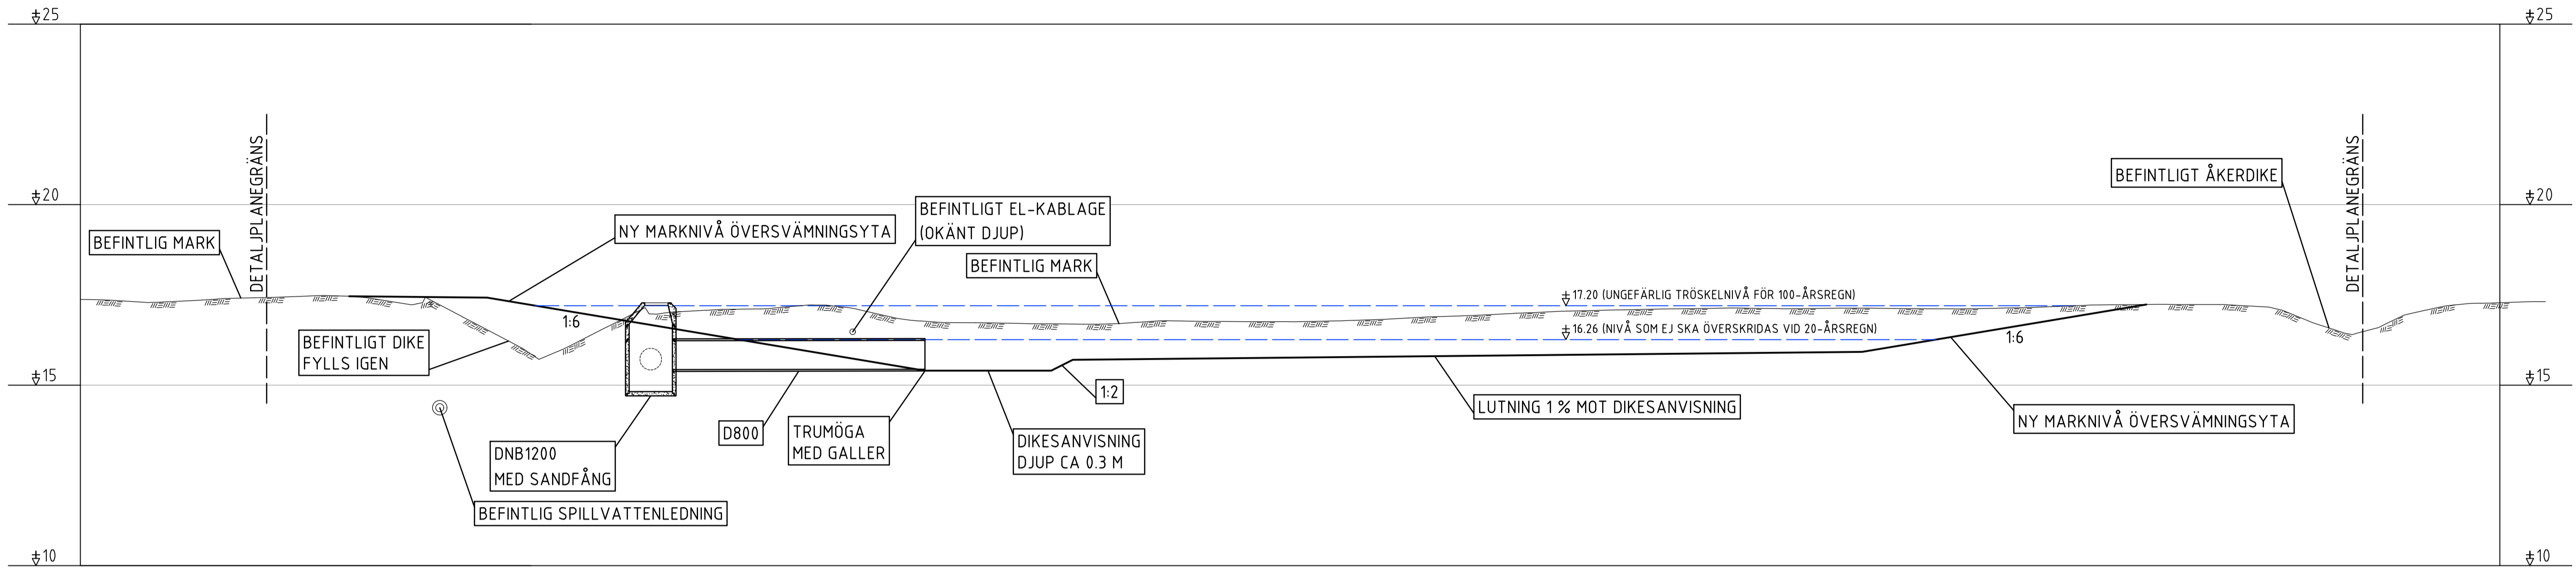 ±25
±25
DETALJPLANEGRÄNS
DETALJPLANEGRÄNS
BEFINTLIGT ÅKERDIKE
±20
±20
BEFINTLIGT EL-KABLAGE
(OKÄNT DJUP)
NY MARKNIVÅ ÖVERSVÄMNINGSYTA
BEFINTLIG MARK
BEFINTLIG MARK
±17.20 (UNGEFÄRLIG TRÖSKELNIVÅ FÖR 100-ÅRSREGN)
1:6
±16.26 (NIVÅ SOM EJ SKA ÖVERSKRIDAS VID 20-ÅRSREGN)
1:6
BEFINTLIGT DIKE
FYLLS IGEN
±15
±15
1:2
LUTNING 1 % MOT DIKESANVISNING
NY MARKNIVÅ ÖVERSVÄMNINGSYTA
D800
TRUMÖGA
MED GALLER
DIKESANVISNING
DJUP CA 0.3 M
DNB1200
MED SANDFÅNG
BEFINTLIG SPILLVATTENLEDNING
±10
±10